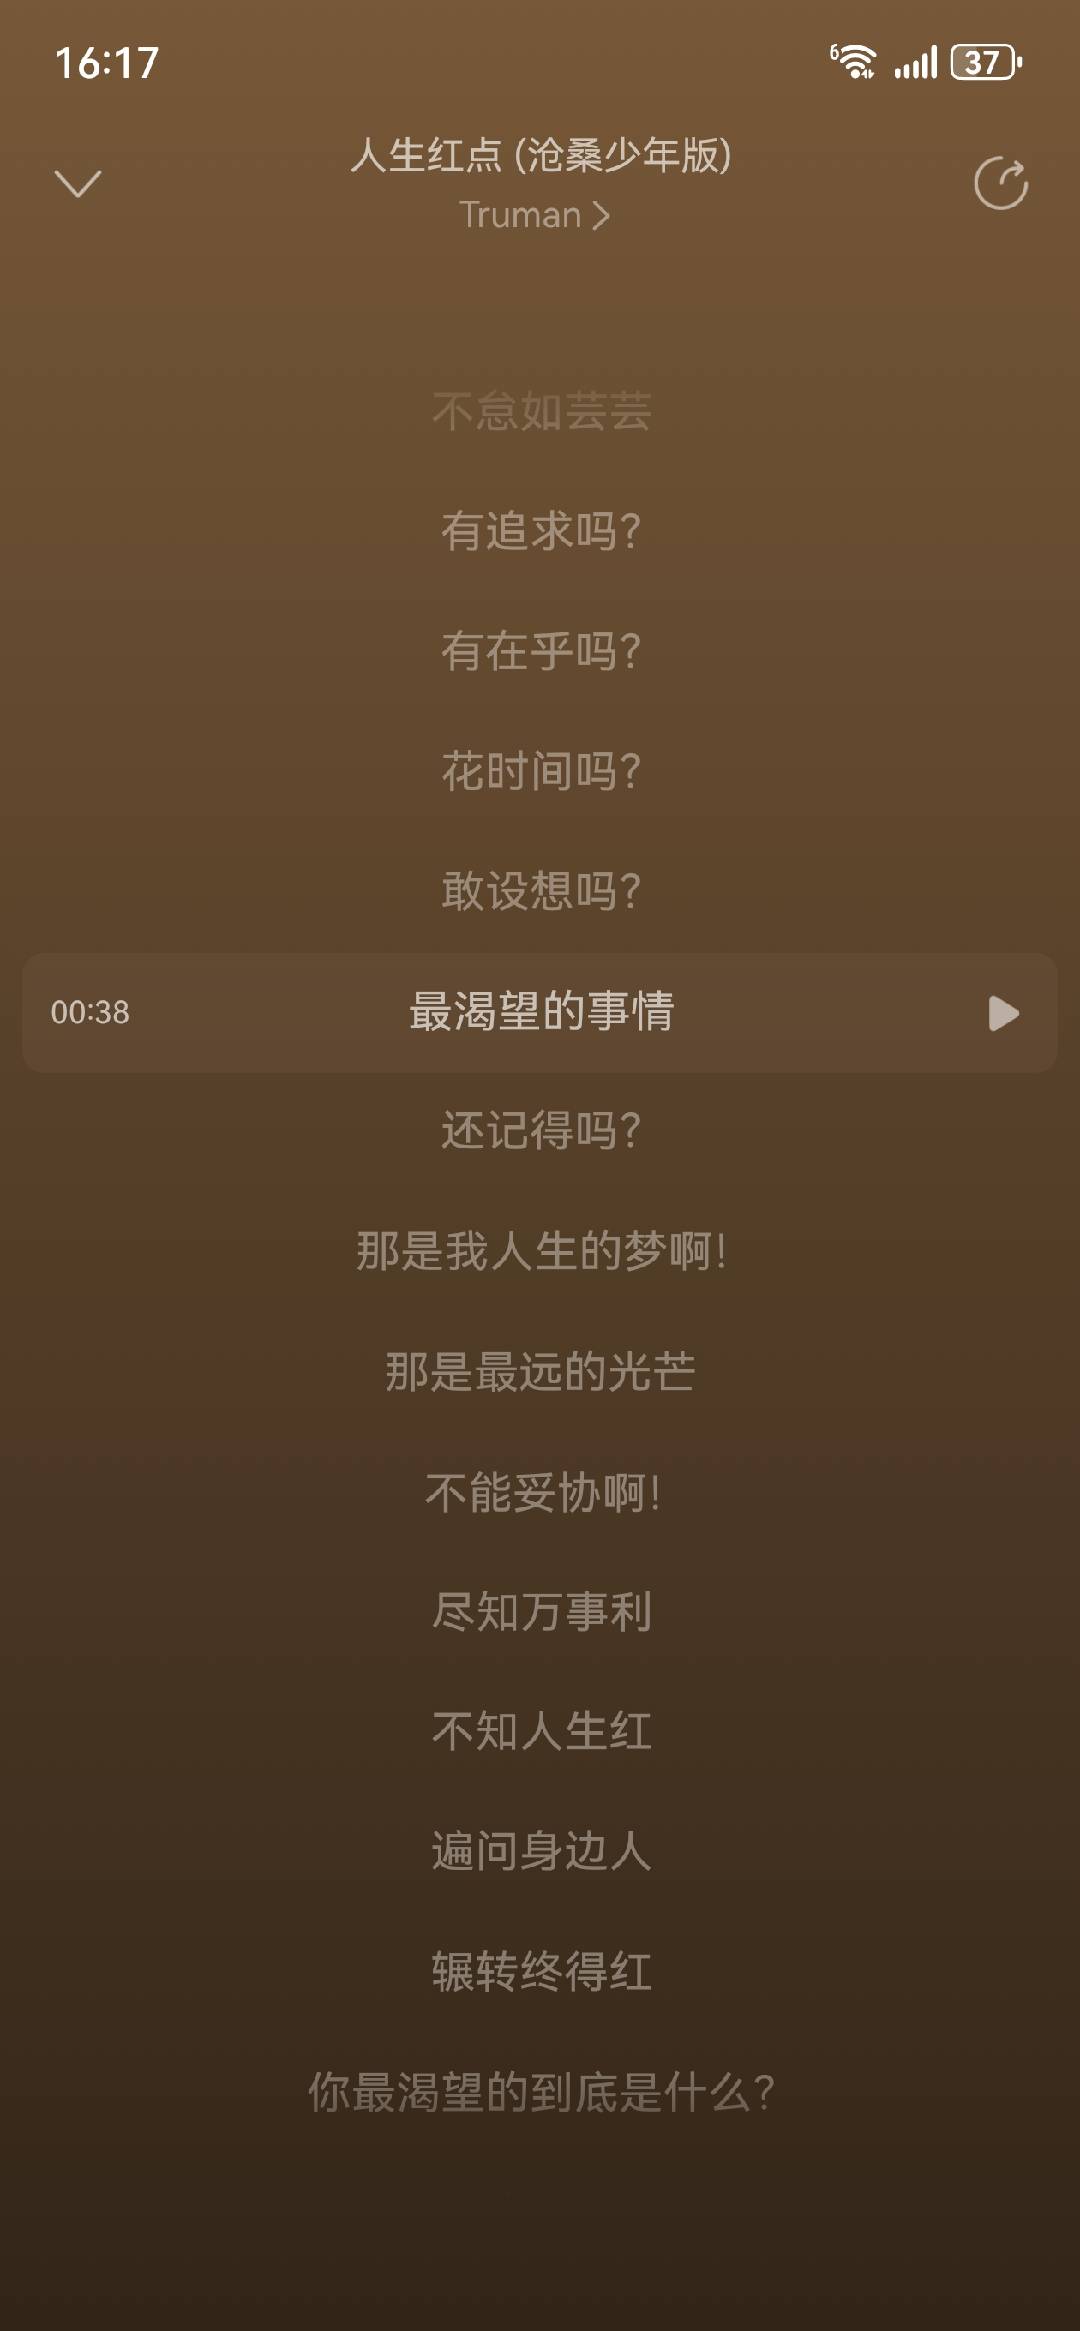 16:17
6
37
人生红点 (沧桑少年版)
Truman
不怠如芸芸
有追求吗?
有在乎吗?
花时间吗?
敢设想吗?
00:38 最渴望的事情
还记得吗?
那是我人生的梦啊!
那是最远的光芒
不能妥协啊!
尽知万事利
不知人生红
遍问身边人
辗转终得红
你最渴望的到底是什么?